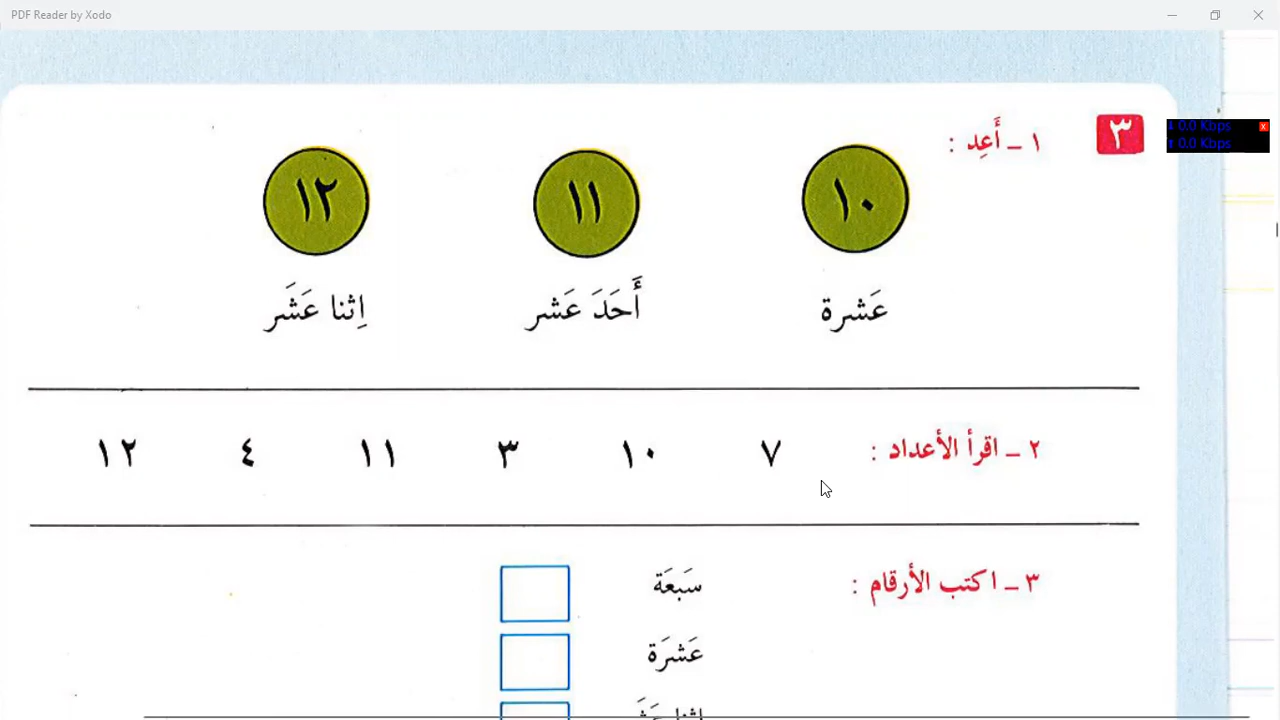 PDF Reader by Xodo
↓ 0.0 Kbps x
↑ 0.0 Kbps
٣
١ ـ أَعِد :
١٠ ١١ ١٢
عَشرة أَحَدَ عَشر اِثنا عَشَر
٢ ـ اقرأ الأعداد : ٧ ١٠ ٣ ١١ ٤ ١٢
٣ ـ اكتب الأرقام : سَبعَة
عَشرَة